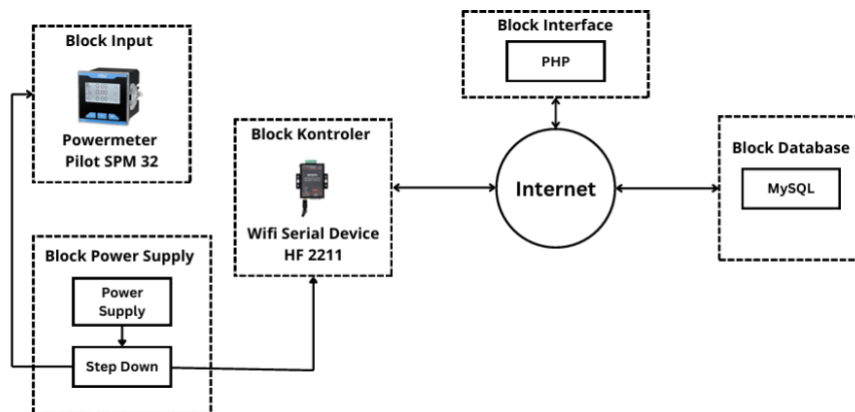 Block Input
Powermeter
Pilot SPM 32
Block Power Supply
Power
Supply
Step Down
Block Kontroler
Wifi Serial Device
HF 2211
Block Interface
PHP
Internet
Block Database
MySQL